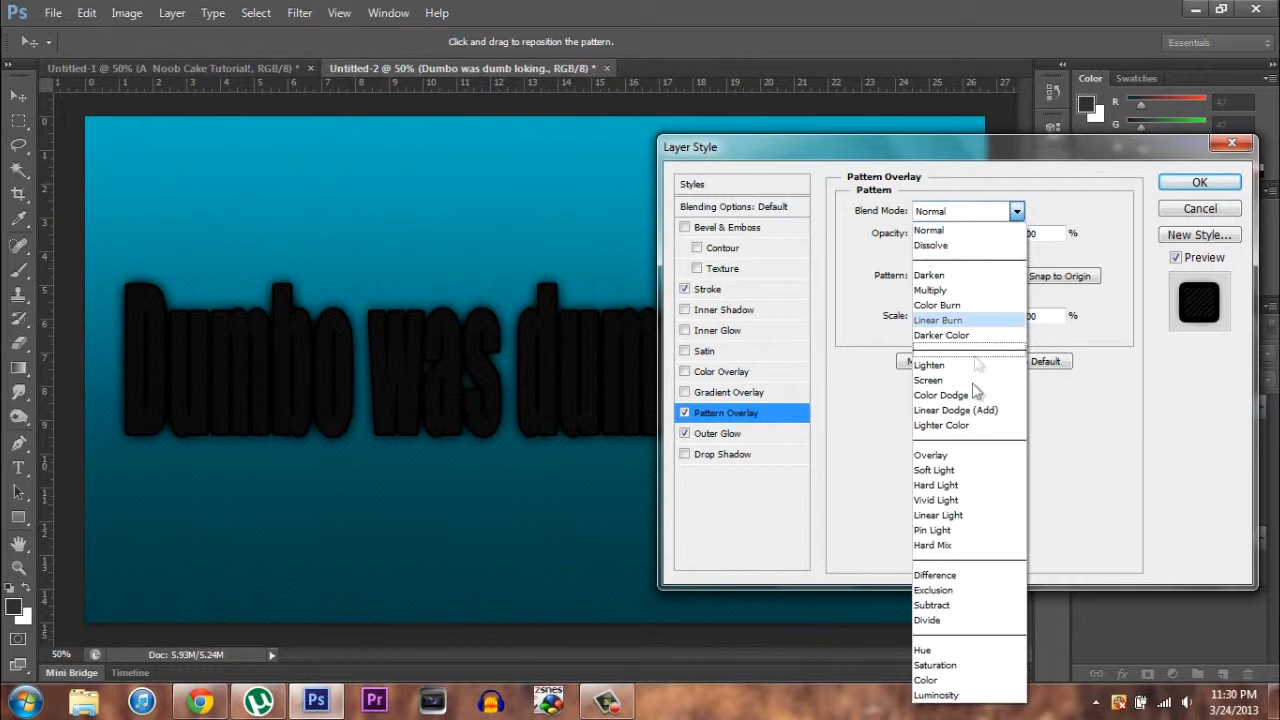 Ps File Edit Image Layer Type Select Filter View Window Help
Click and drag to reposition the pattern.
Essentials
Untitled-1 @ 50% (A Noob Cake Tutorial!, RGB/8) * ×
Untitled-2 @ 50% (Dumbo was dumb loking., RGB/8) * ×
Color Swatches
R 47
G 47
Layer Style
Styles
Blending Options: Default
Bevel & Emboss
Contour
Texture
Stroke
Inner Shadow
Inner Glow
Satin
Color Overlay
Gradient Overlay
Pattern Overlay
Outer Glow
Drop Shadow
Pattern Overlay
Pattern
Blend Mode: Normal
Opacity: %
Pattern: Snap to Origin
Scale: %
Default
Normal
Dissolve
Darken
Multiply
Color Burn
Linear Burn
Darker Color
Lighten
Screen
Color Dodge
Linear Dodge (Add)
Lighter Color
Overlay
Soft Light
Hard Light
Vivid Light
Linear Light
Pin Light
Hard Mix
Difference
Exclusion
Subtract
Divide
Hue
Saturation
Color
Luminosity
OK
Cancel
New Style...
Preview
Dumbo was dum
50% Doc: 5.93M/5.24M
Mini Bridge Timeline
Ps Pr zsnes
11:30 PM
3/24/2013